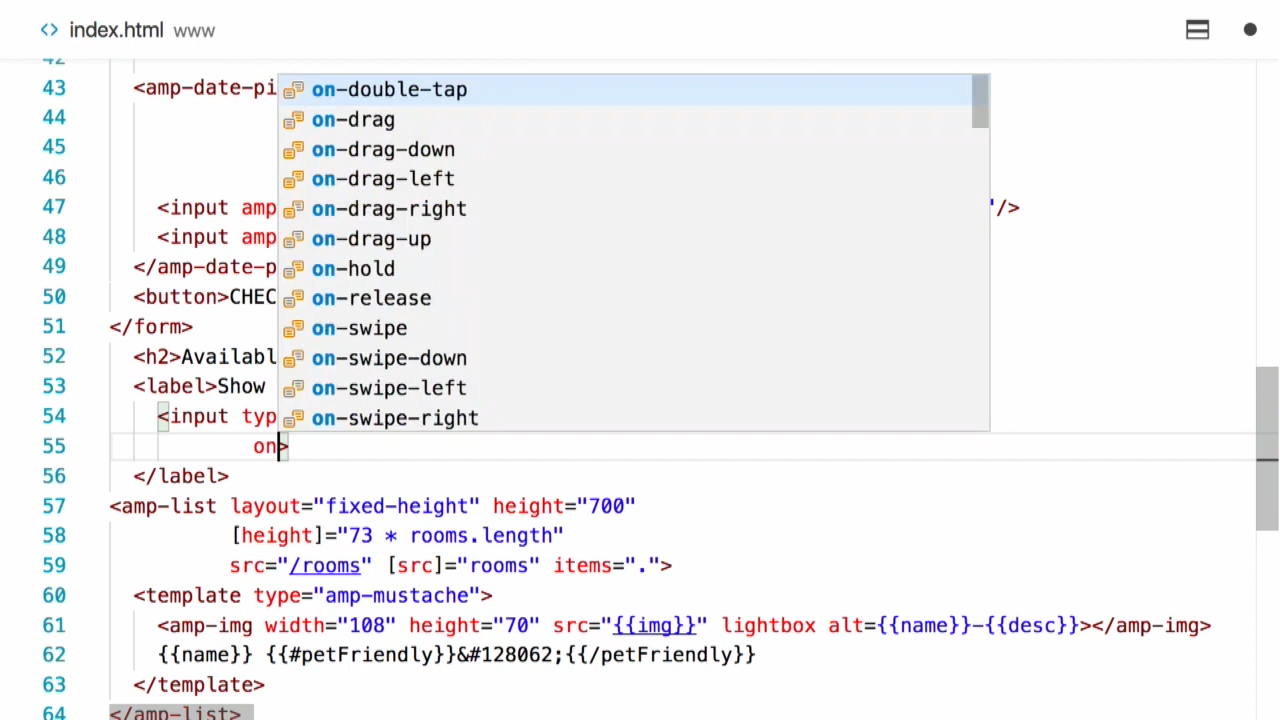 <> index.html www
42
43 <amp-date-pi
44
45
46
47 <input amp "/>
48 <input amp
49 </amp-date-p
50 <button>CHEC
51 </form>
52 <h2>Availabl
53 <label>Show
54 <input typ
55 on>
56 </label>
57 <amp-list layout="fixed-height" height="700"
58 [height]="73 * rooms.length"
59 src="/rooms" [src]="rooms" items=".">
60 <template type="amp-mustache">
61 <amp-img width="108" height="70" src="{{img}}" lightbox alt={{name}}-{{desc}}></amp-img>
62 {{name}} {{#petFriendly}}&#128062;{{/petFriendly}}
63 </template>
64 </amp-list>
on-double-tap
on-drag
on-drag-down
on-drag-left
on-drag-right
on-drag-up
on-hold
on-release
on-swipe
on-swipe-down
on-swipe-left
on-swipe-right